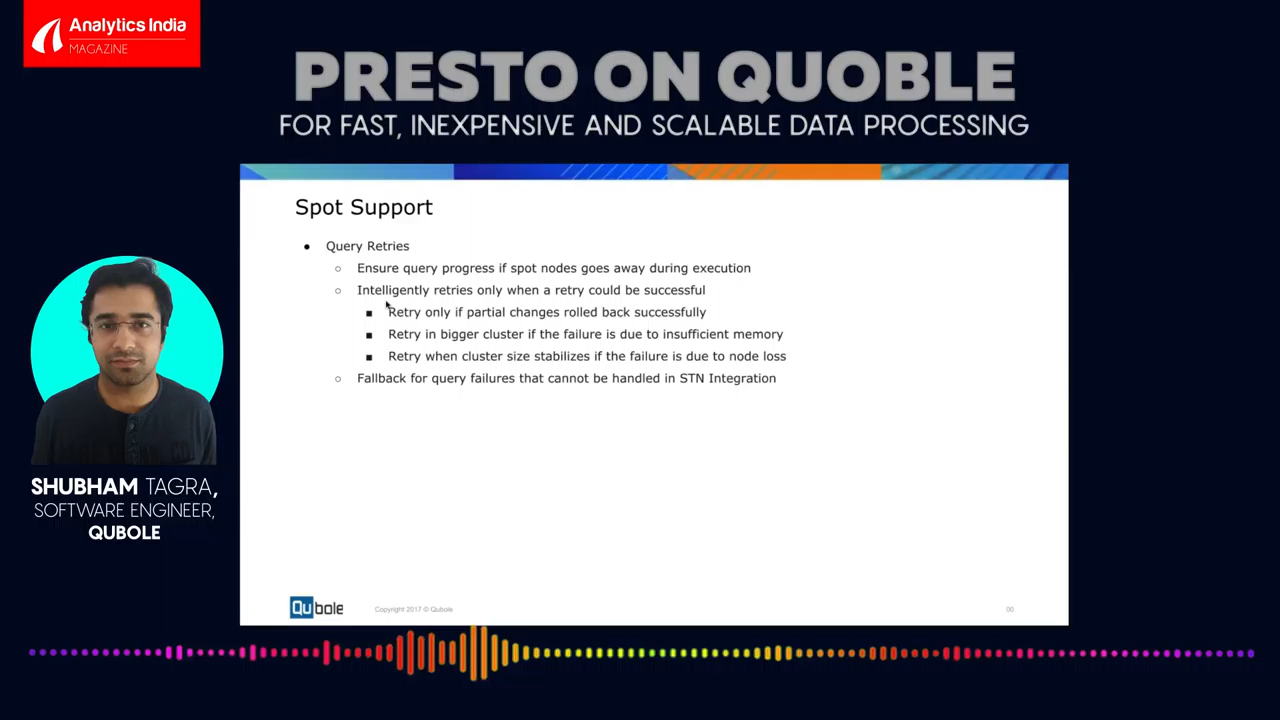 Analytics India
MAGAZINE
PRESTO ON QUOBLE
FOR FAST, INEXPENSIVE AND SCALABLE DATA PROCESSING
Spot Support
● Query Retries
○ Ensure query progress if spot nodes goes away during execution
○ Intelligently retries only when a retry could be successful
■ Retry only if partial changes rolled back successfully
■ Retry in bigger cluster if the failure is due to insufficient memory
■ Retry when cluster size stabilizes if the failure is due to node loss
○ Fallback for query failures that cannot be handled in STN Integration
SHUBHAM TAGRA,
SOFTWARE ENGINEER,
QUBOLE
Qubole
Copyright 2017 © Qubole
00